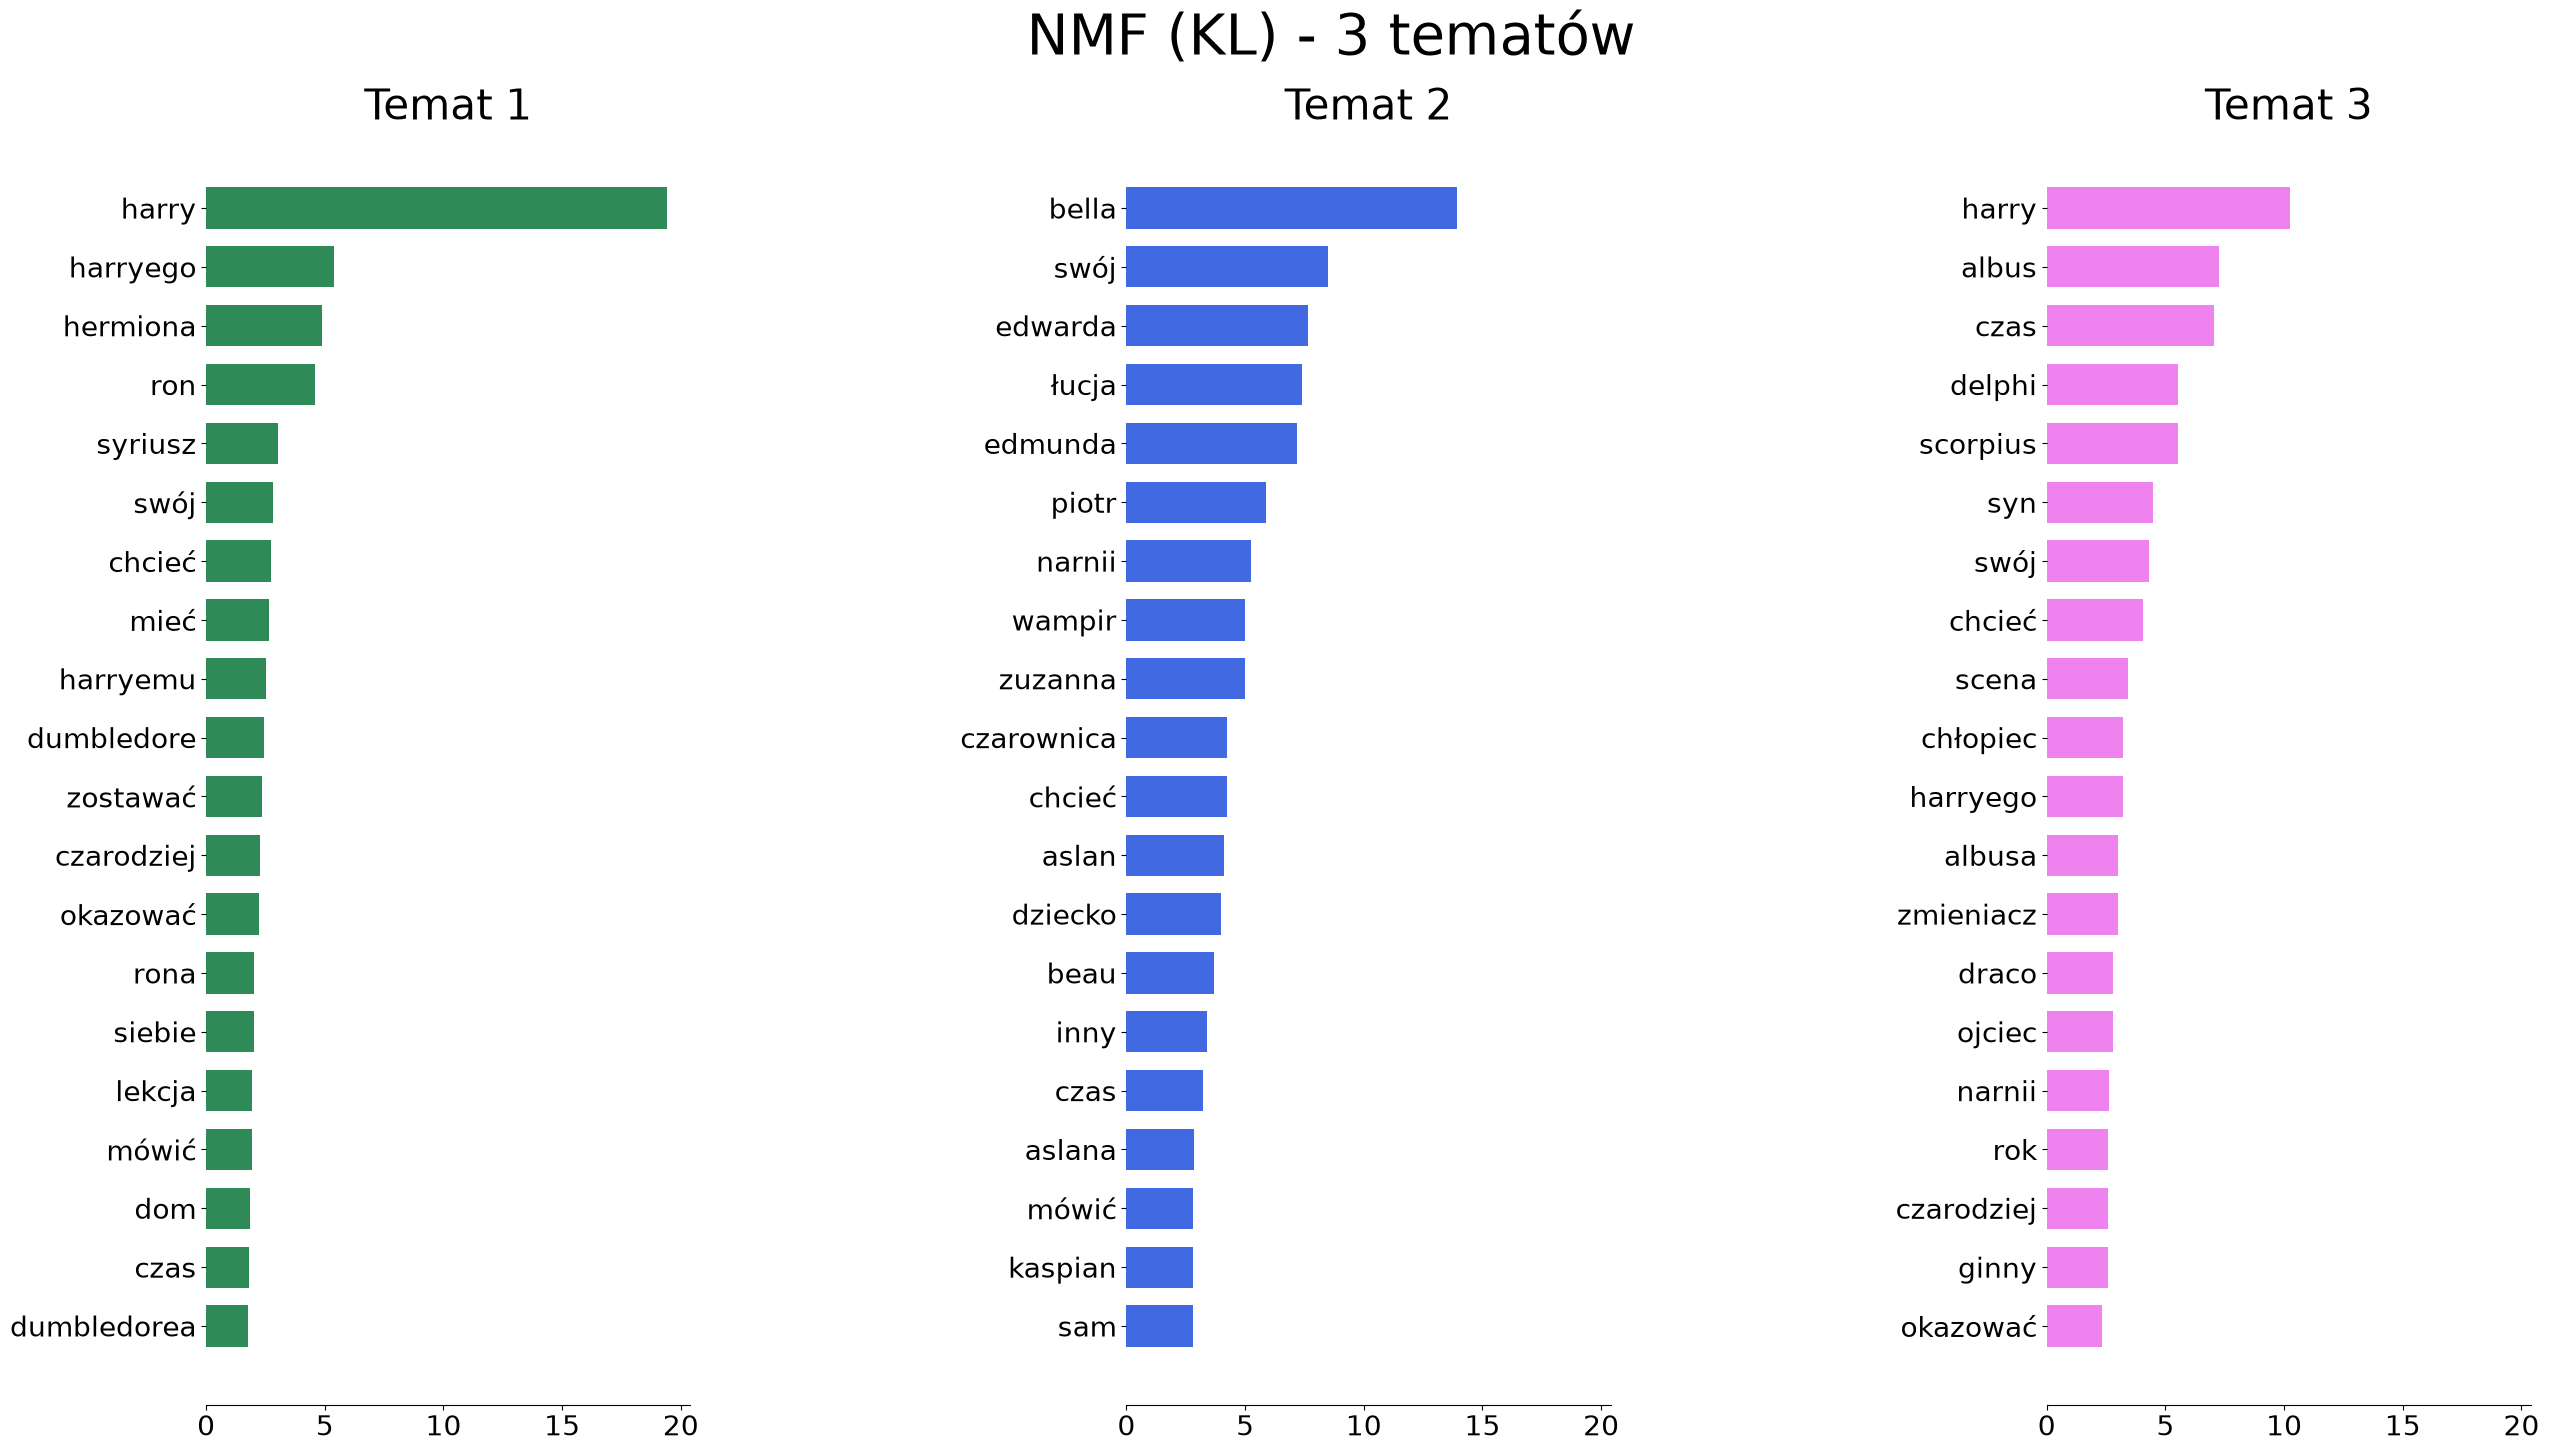 NMF (KL) - 3 tematów
Temat 1
harry
harryego
hermiona
ron
syriusz
swój
chcieć
mieć
harryemu
dumbledore
zostawać
czarodziej
okazować
rona
siebie
lekcja
mówić
dom
czas
dumbledorea
0 5 10 15 20
Temat 2
bella
swój
edwarda
łucja
edmunda
piotr
narnii
wampir
zuzanna
czarownica
chcieć
aslan
dziecko
beau
inny
czas
aslana
mówić
kaspian
sam
0 5 10 15 20
Temat 3
harry
albus
czas
delphi
scorpius
syn
swój
chcieć
scena
chłopiec
harryego
albusa
zmieniacz
draco
ojciec
narnii
rok
czarodziej
ginny
okazować
0 5 10 15 20